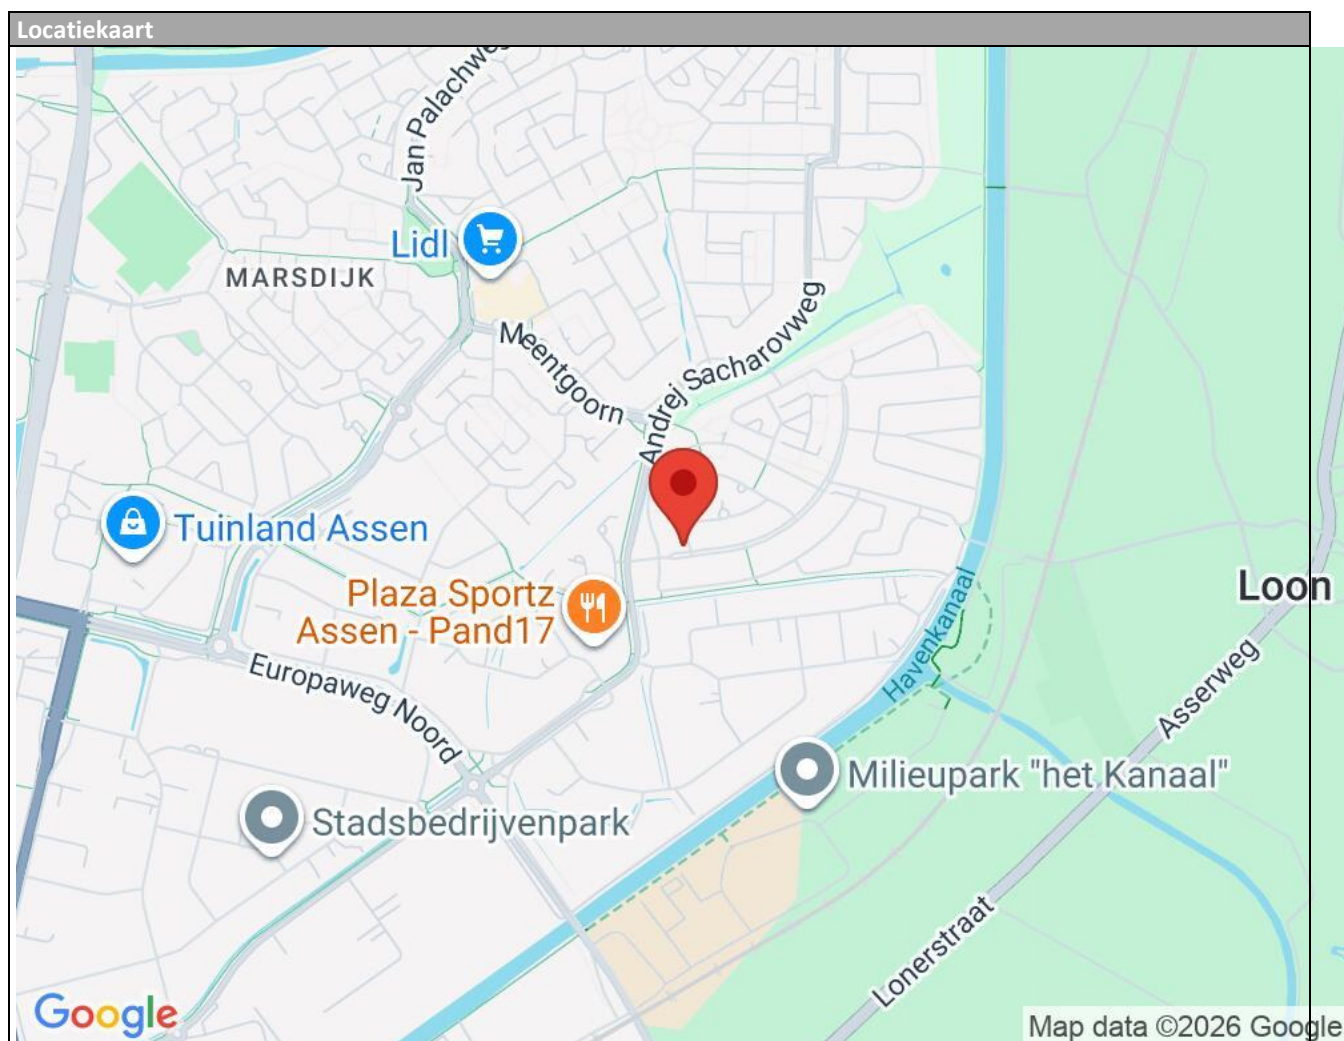 Locatiekaart
Jan Palachweg
Lidl
MARSDIJK
Meentgoorn
Andrej Sacharovweg
Tuinland Assen
Plaza Sportz
Assen - Pand17
Loon
Havenkanaal
Europaweg Noord
Asserweg
Milieupark "het Kanaal"
Stadsbedrijvenpark
Lonerstraat
Google
Map data ©2026 Google